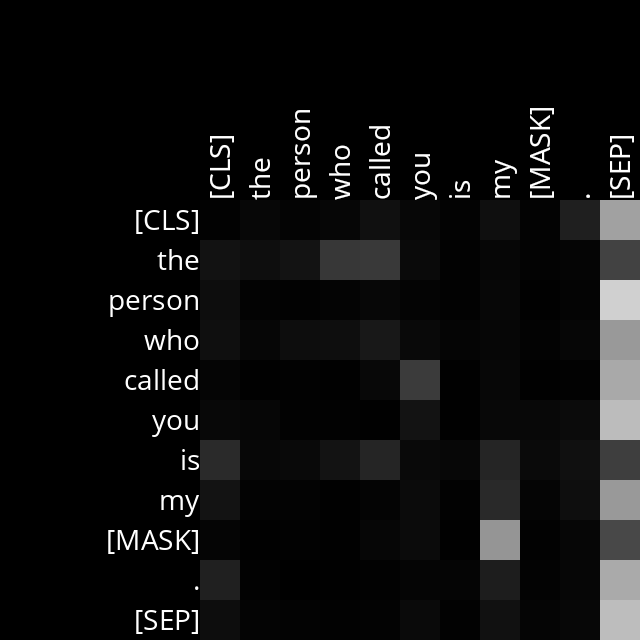 [CLS] the person who called you is my [MASK] . [SEP]
[CLS]
the
person
who
called
you
is
my
[MASK]
.
[SEP]